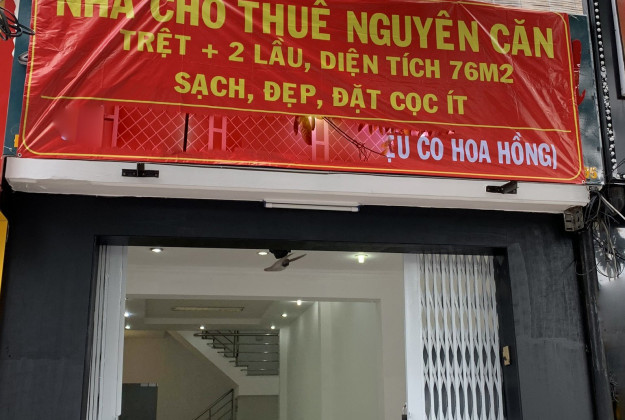 NHÀ CHO THUÊ NGUYÊN CĂN
TRỆT + 2 LẦU, DIỆN TÍCH 76M2
SẠCH, ĐẸP, ĐẶT CỌC ÍT
CÓ HOA HỒNG)